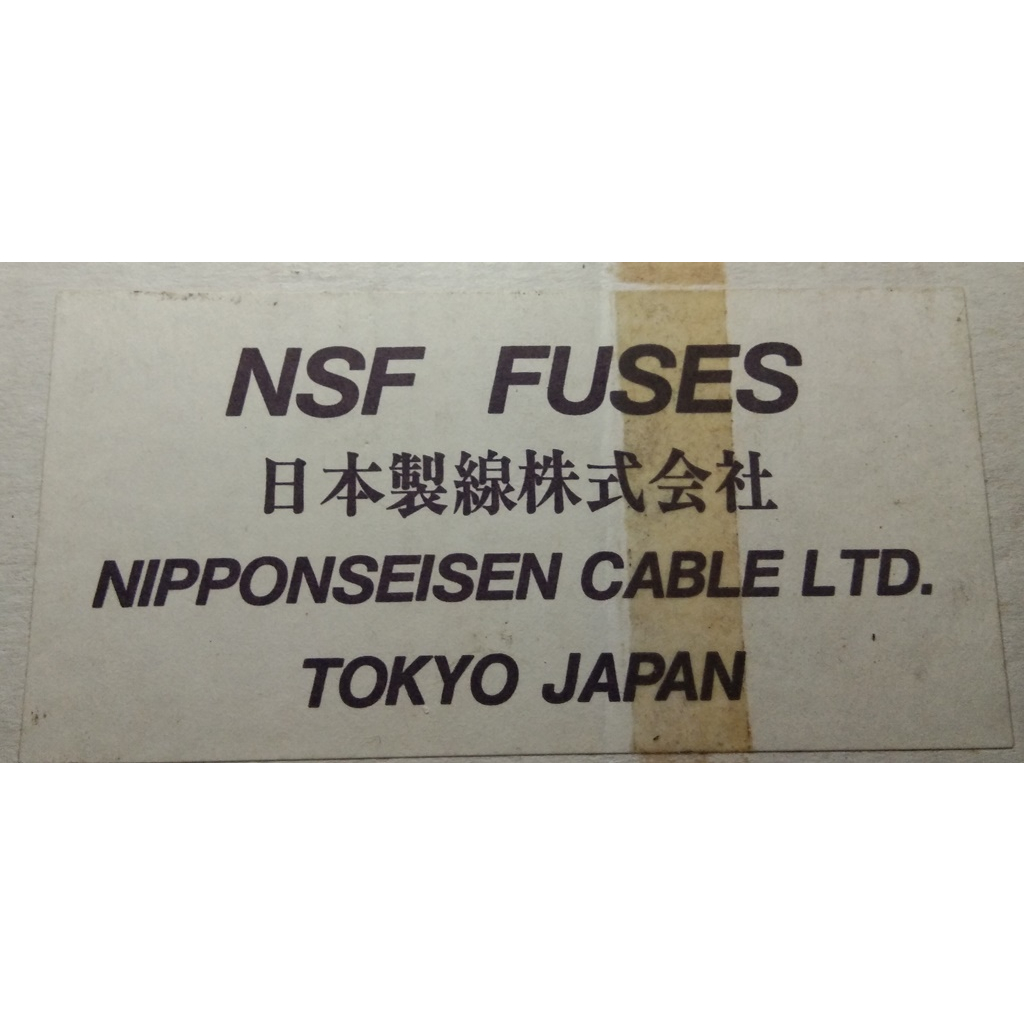 NSF FUSES
日本製線株式会社
NIPPONSEISEN CABLE LTD.
TOKYO JAPAN